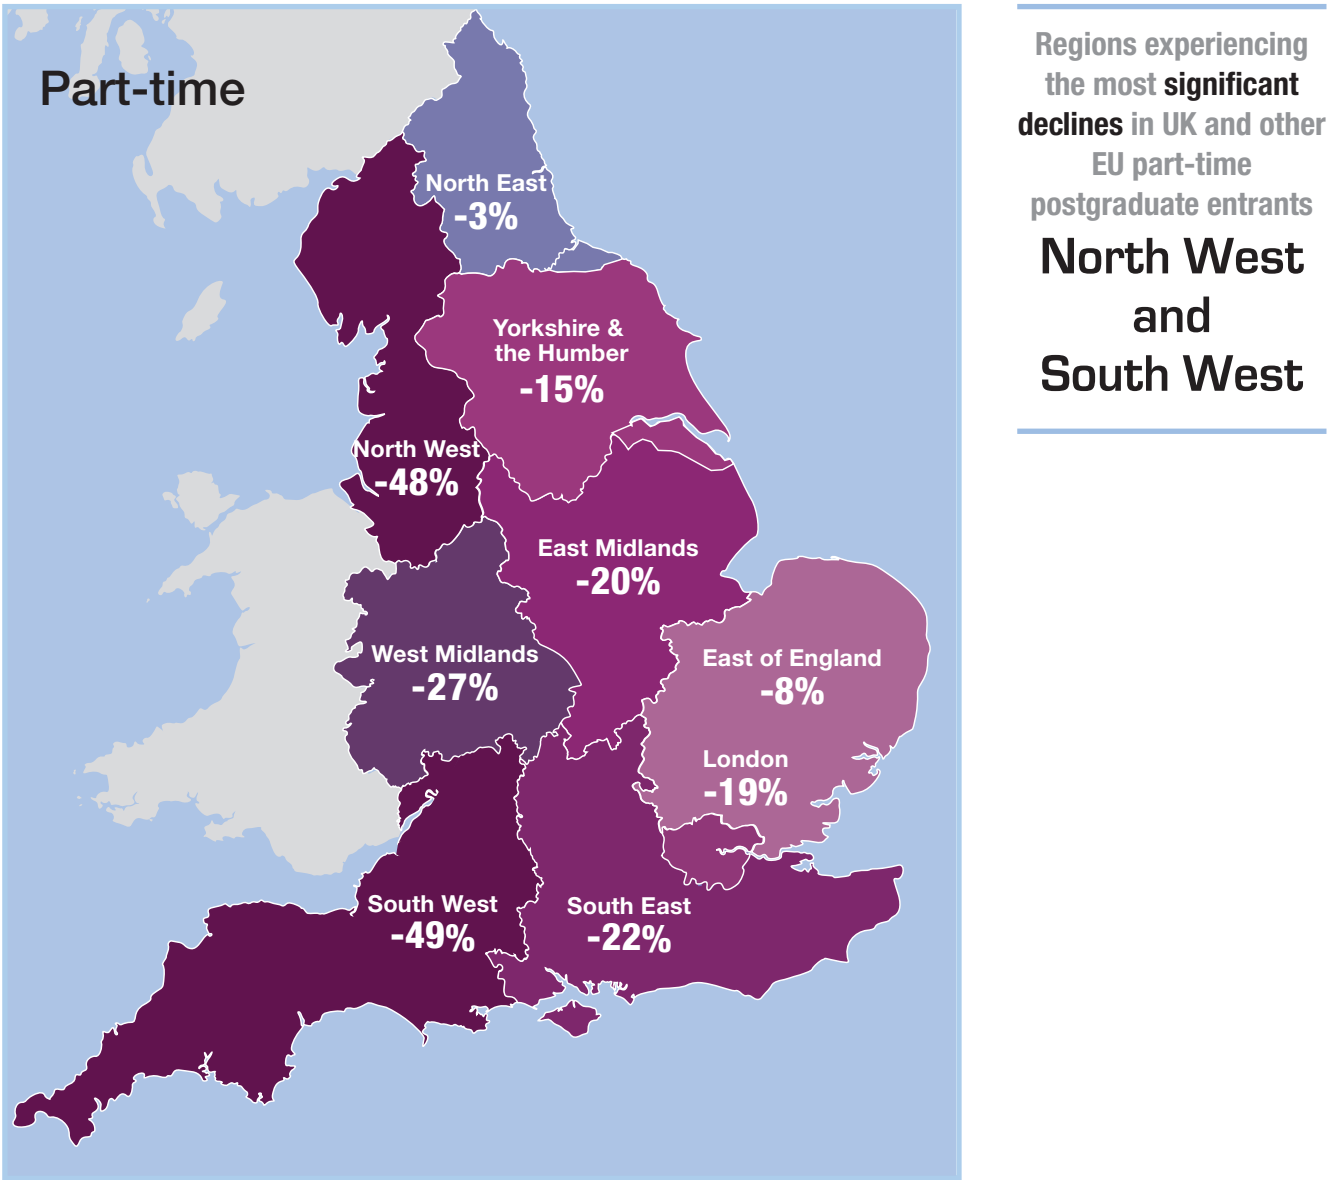 Part-time
North East
-3%
Yorkshire &
the Humber
-15%
North West
-48%
East Midlands
-20%
West Midlands
-27%
East of England
-8%
London
-19%
South West
-49%
South East
-22%
Regions experiencing
the most significant
declines in UK and other
EU part-time
postgraduate entrants
North West
and
South West